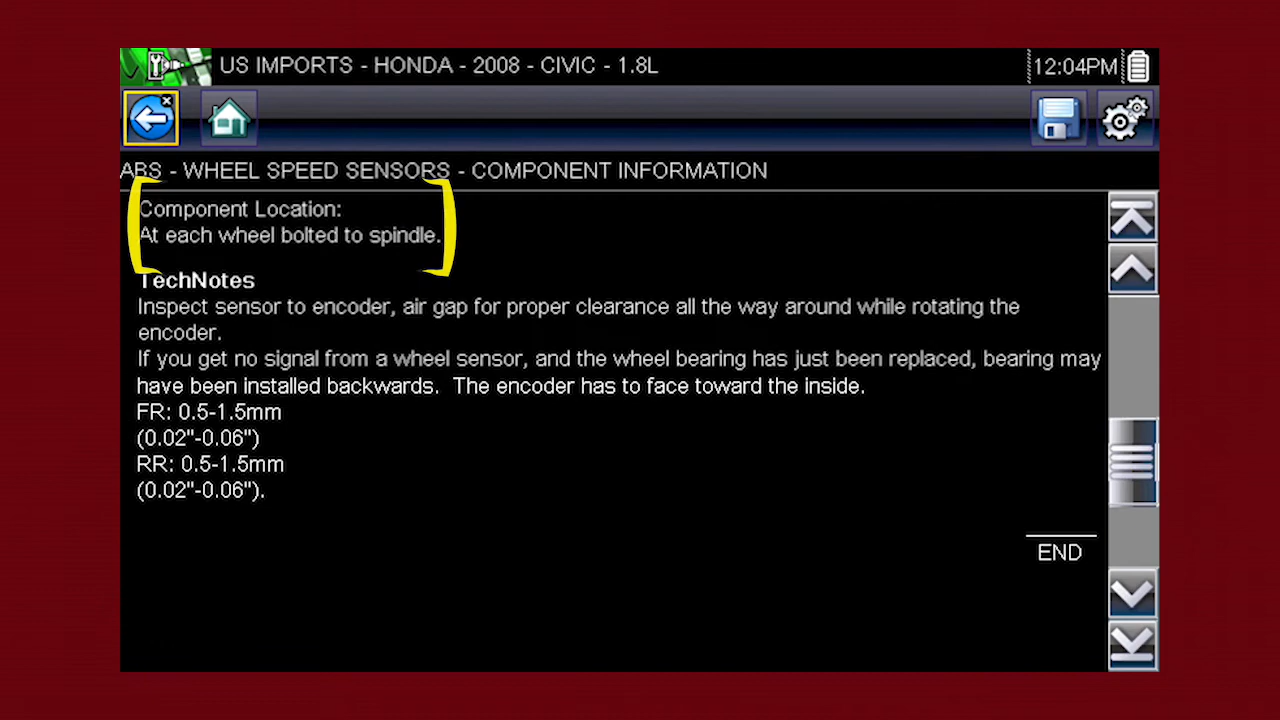 US IMPORTS - HONDA - 2008 - CIVIC - 1.8L
12:04PM
ABS - WHEEL SPEED SENSORS - COMPONENT INFORMATION
Component Location:
At each wheel bolted to spindle.
TechNotes
Inspect sensor to encoder, air gap for proper clearance all the way around while rotating the
encoder.
If you get no signal from a wheel sensor, and the wheel bearing has just been replaced, bearing may
have been installed backwards.  The encoder has to face toward the inside.
FR: 0.5-1.5mm
(0.02"-0.06")
RR: 0.5-1.5mm
(0.02"-0.06").
END